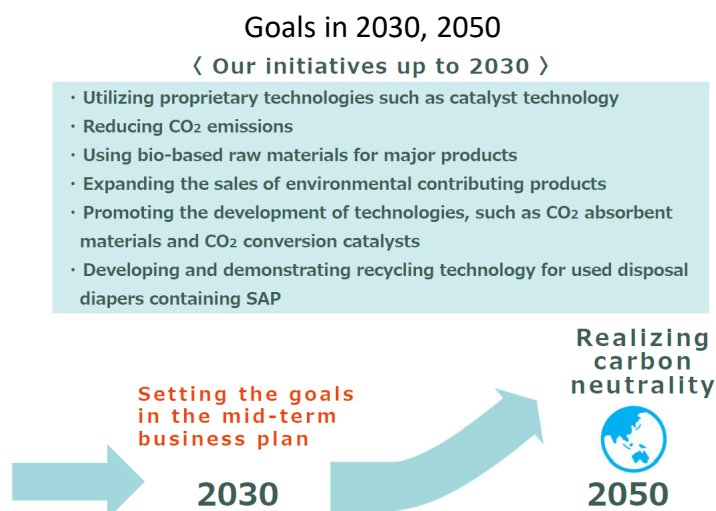 Goals in 2030, 2050
〈 Our initiatives up to 2030 〉
・Utilizing proprietary technologies such as catalyst technology
・Reducing CO₂ emissions
・Using bio-based raw materials for major products
・Expanding the sales of environmental contributing products
・Promoting the development of technologies, such as CO₂ absorbent
materials and CO₂ conversion catalysts
・Developing and demonstrating recycling technology for used disposal
diapers containing SAP
Setting the goals
in the mid-term
business plan
2030
Realizing
carbon
neutrality
2050